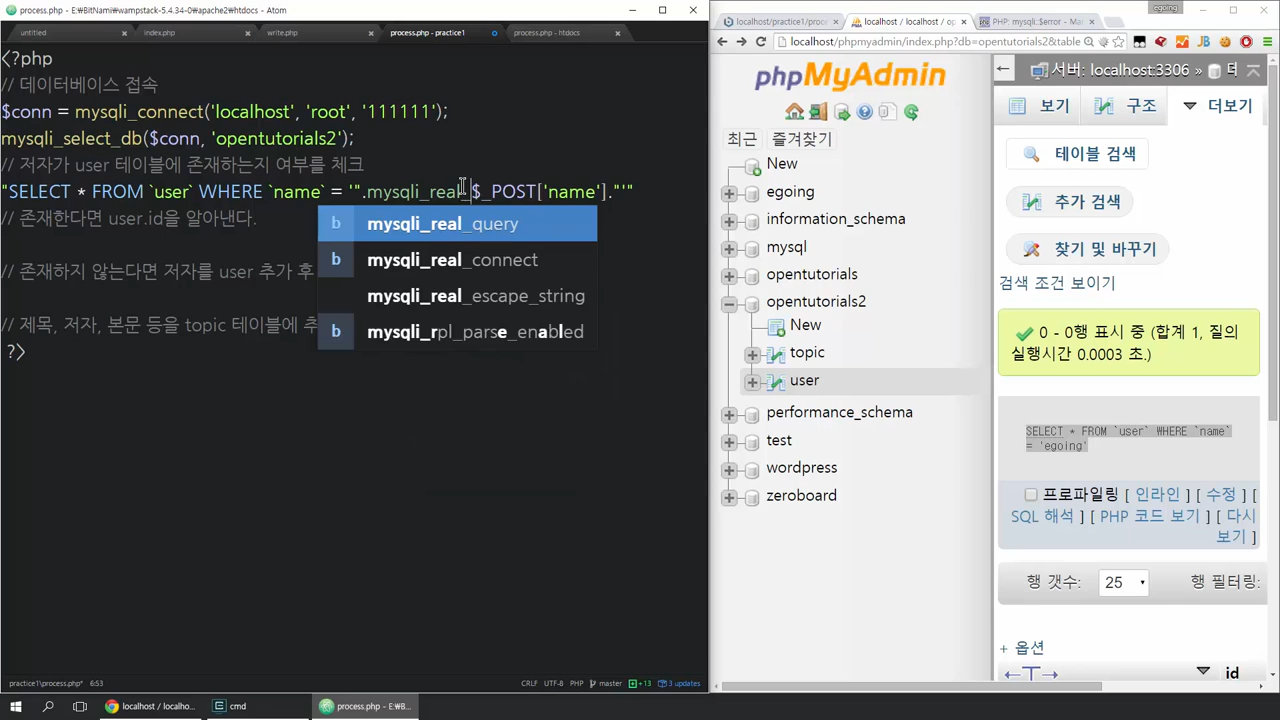 process.php - E:₩BitNami₩wampstack-5.4.34-0₩apache2₩htdocs - Atom
untitled
index.php
write.php
process.php - practice1
process.php - htdocs
<?php
// 데이터베이스 접속
$conn = mysqli_connect('localhost', 'root', '111111');
mysqli_select_db($conn, 'opentutorials2');
// 저자가 user 테이블에 존재하는지 여부를 체크
"SELECT * FROM `user` WHERE `name` = '".mysqli_real_$_POST['name']."'"
// 존재한다면 user.id을 알아낸다.
// 존재하지 않는다면 저자를 user 추가 후
// 제목, 저자, 본문 등을 topic 테이블에 추
?>
b mysqli_real_query
b mysqli_real_connect
mysqli_real_escape_string
b mysqli_rpl_parse_enabled
practice1₩process.php* 6:53
CRLF UTF-8 PHP master +13 3 updates
localhost / localho...
cmd
process.php - E:₩B...
egoing
localhost/practice1/proce
localhost / localhost / op
PHP: mysqli::$error - Ma
localhost/phpmyadmin/index.php?db=opentutorials2&table
phpMyAdmin
최근 즐겨찾기
New
egoing
information_schema
mysql
opentutorials
opentutorials2
New
topic
user
performance_schema
test
wordpress
zeroboard
서버: localhost:3306 »
보기 구조 더보기
테이블 검색
추가 검색
찾기 및 바꾸기
검색 조건 보이기
0 - 0행 표시 중 (합계 1, 질의
실행시간 0.0003 초.)
SELECT * FROM `user` WHERE `name`
= 'egoing'
프로파일링 [ 인라인 ] [ 수정 ] [
SQL 해석 ] [ PHP 코드 보기 ] [ 다시
보기 ]
행 갯수: 25 행 필터링:
+ 옵션
←T→ id